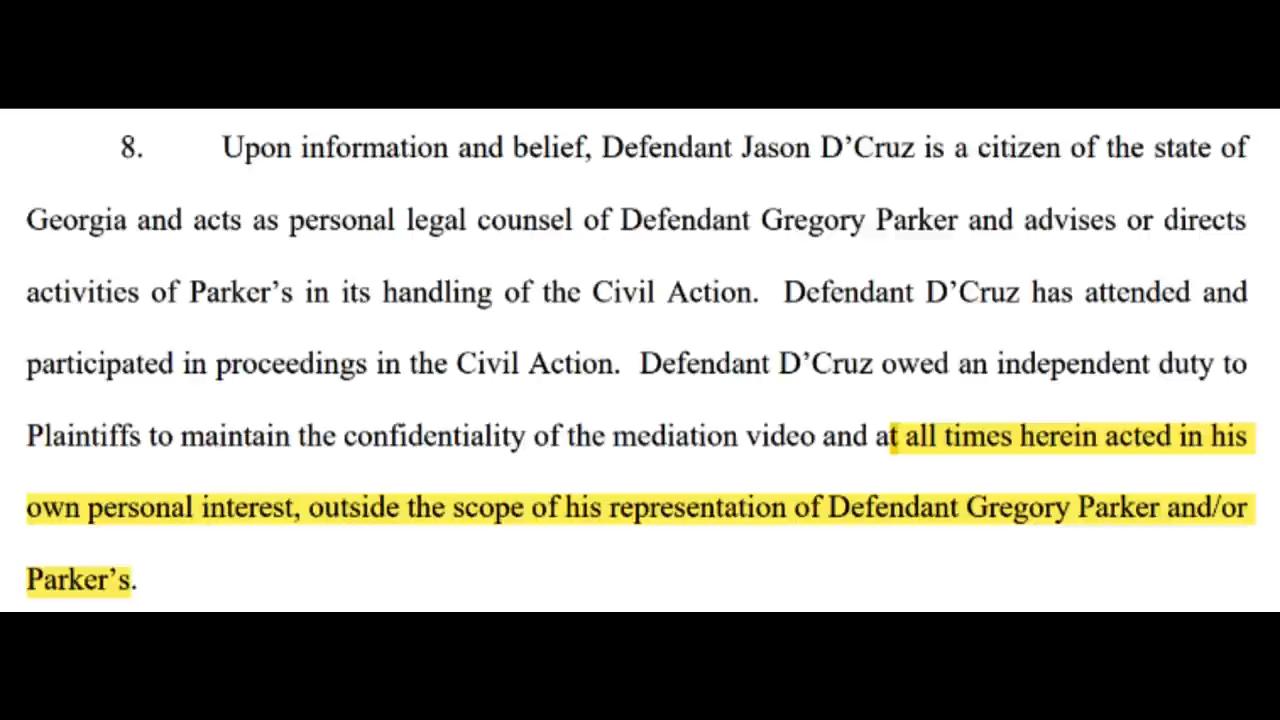 8. Upon information and belief, Defendant Jason D’Cruz is a citizen of the state of
Georgia and acts as personal legal counsel of Defendant Gregory Parker and advises or directs
activities of Parker’s in its handling of the Civil Action. Defendant D’Cruz has attended and
participated in proceedings in the Civil Action. Defendant D’Cruz owed an independent duty to
Plaintiffs to maintain the confidentiality of the mediation video and at all times herein acted in his
own personal interest, outside the scope of his representation of Defendant Gregory Parker and/or
Parker’s.